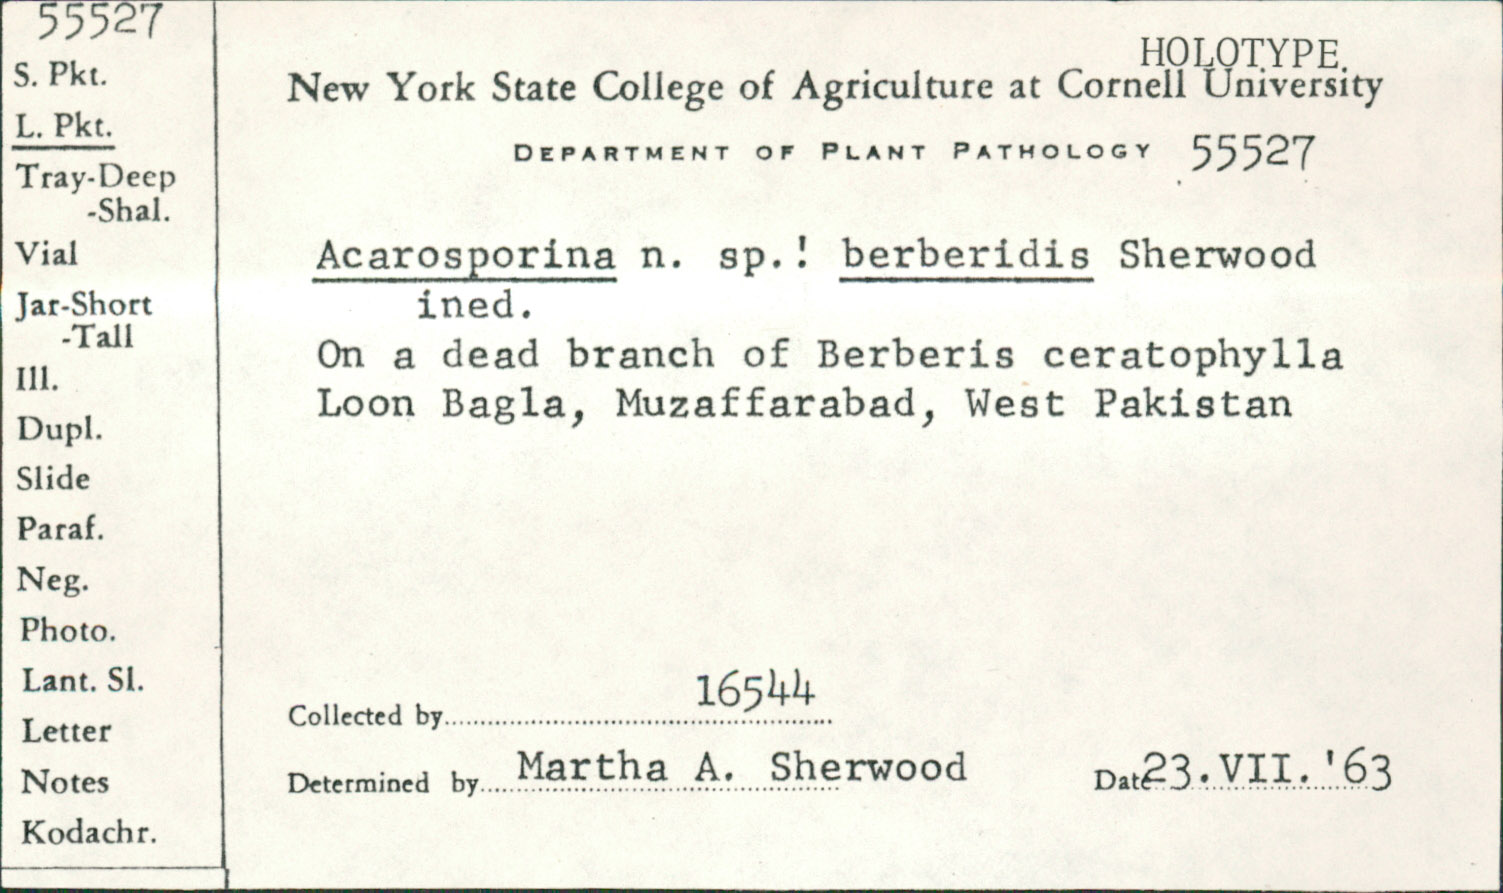 55527
S. Pkt.
L. Pkt.
Tray-Deep
-Shal.
Vial
Jar-Short
-Tall
Ill.
Dupl.
Slide
Paraf.
Neg.
Photo.
Lant. Sl.
Letter
Notes
Kodachr.
HOLOTYPE.
New York State College of Agriculture at Cornell University
DEPARTMENT OF PLANT PATHOLOGY 55527
Acarosporina n. sp.! berberidis Sherwood
ined.
On a dead branch of Berberis ceratophylla
Loon Bagla, Muzaffarabad, West Pakistan
Collected by 16544
Determined by Martha A. Sherwood Date 23.VII.'63